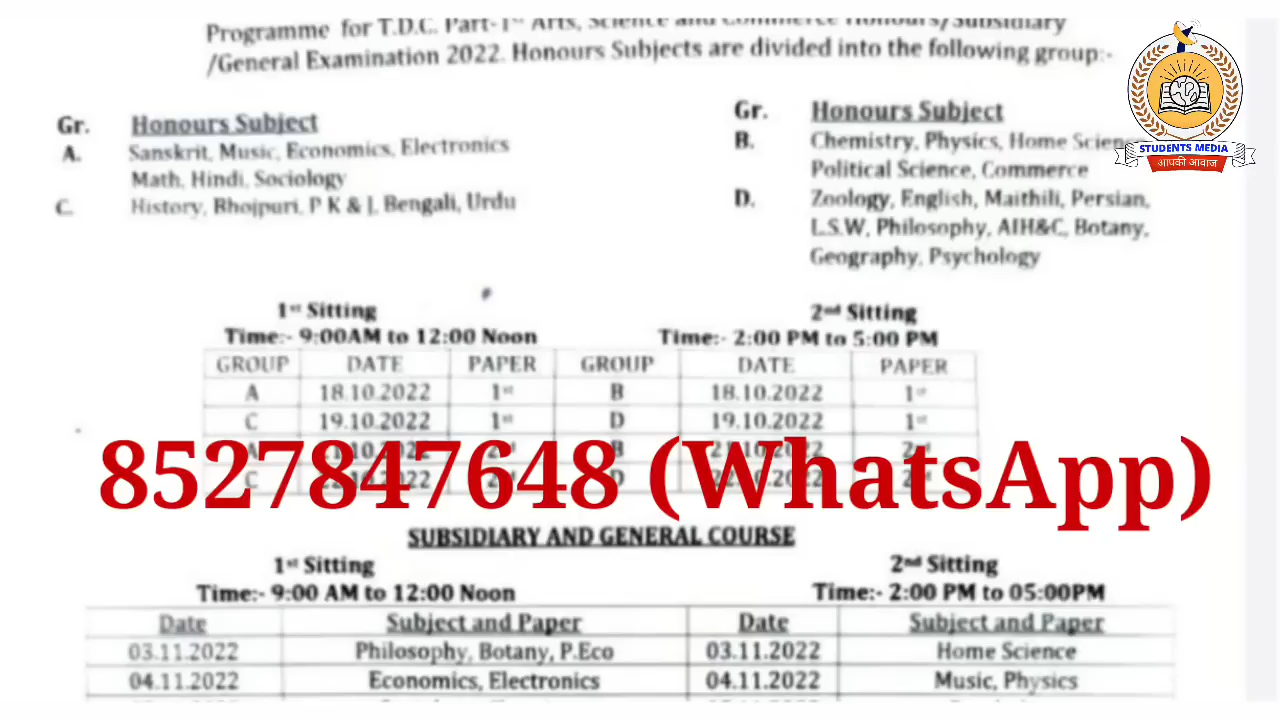 Programme for T.D.C. Part-1st Arts, Science and Commerce Honours/Subsidiary
/General Examination 2022. Honours Subjects are divided into the following group:-
Gr. Honours Subject
A. Sanskrit, Music, Economics, Electronics
Math, Hindi, Sociology
C. History, Bhojpuri, P K & J, Bengali, Urdu
Gr. Honours Subject
B. Chemistry, Physics, Home
Political Science, Commerce
D. Zoology, English, Maithili, Persian,
L.S.W, Philosophy, AIH&C, Botany,
Geography, Psychology
STUDENTS MEDIA
आपकी आवाज
1st Sitting 2nd Sitting
Time:- 9:00AM to 12:00 Noon Time:- 2:00 PM to 5:00 PM
GROUP DATE PAPER GROUP DATE PAPER
A 18.10.2022 1st B 18.10.2022 1st
C 19.10.2022 1st D 19.10.2022 1st
8527847648 (WhatsApp)
SUBSIDIARY AND GENERAL COURSE
1st Sitting 2nd Sitting
Time:- 9:00 AM to 12:00 Noon Time:- 2:00 PM to 05:00PM
Date Subject and Paper Date Subject and Paper
03.11.2022 Philosophy, Botany, P.Eco 03.11.2022 Home Science
04.11.2022 Economics, Electronics 04.11.2022 Music, Physics